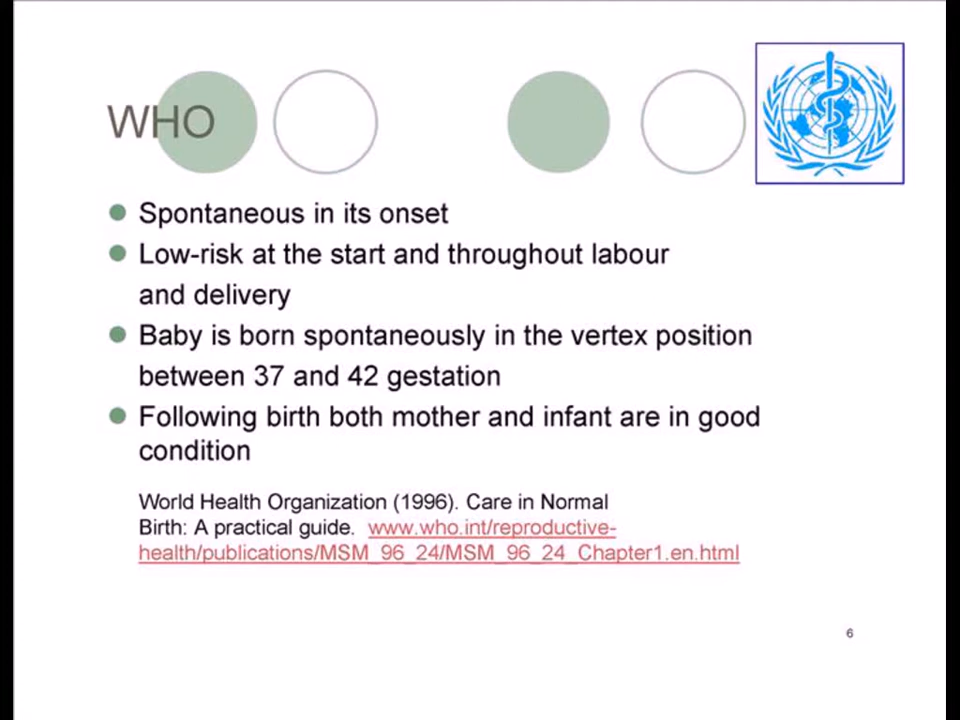 WHO
Spontaneous in its onset
Low-risk at the start and throughout labour
and delivery
Baby is born spontaneously in the vertex position
between 37 and 42 gestation
Following birth both mother and infant are in good
condition
World Health Organization (1996). Care in Normal
Birth: A practical guide. www.who.int/reproductive-
health/publications/MSM_96_24/MSM_96_24_Chapter1.en.html
6